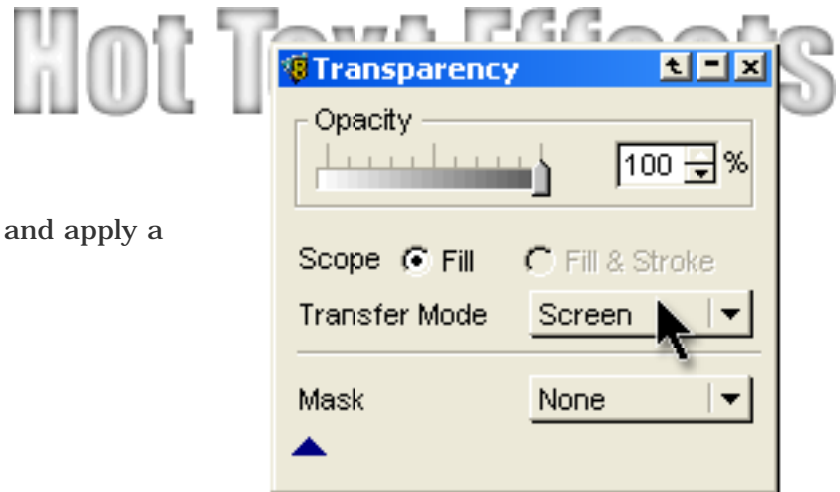 Hot Text Effects
Transparency
Opacity
100 %
and apply a
Scope Fill Fill & Stroke
Transfer Mode Screen
Mask None